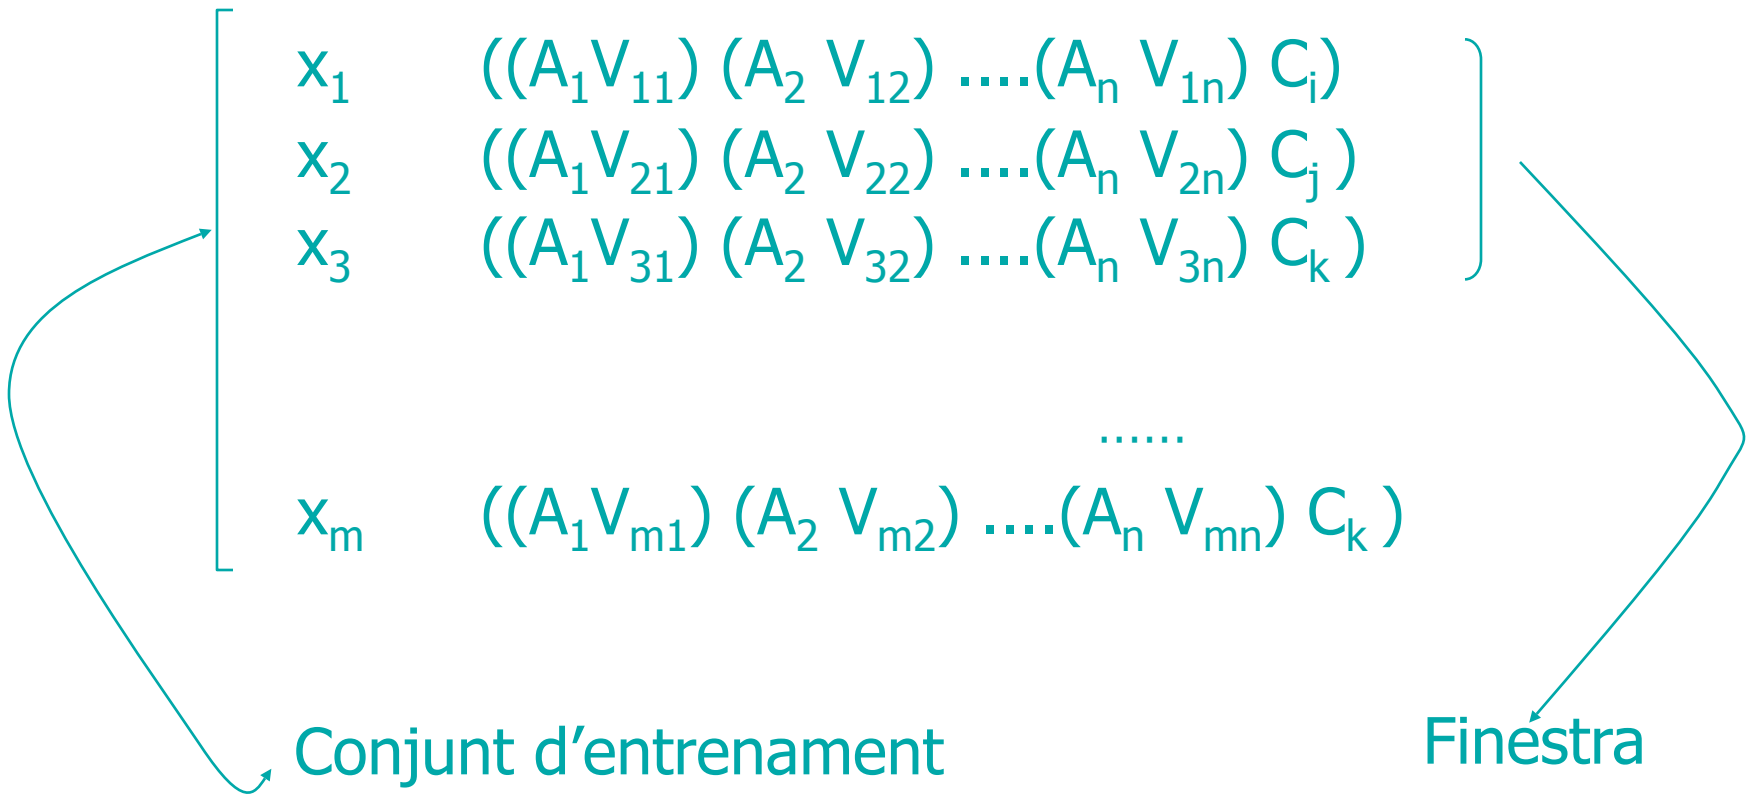 x₁ ((A₁V₁₁) (A₂ V₁₂) ....(Aₙ V₁ₙ) Cᵢ)
x₂ ((A₁V₂₁) (A₂ V₂₂) ....(Aₙ V₂ₙ) Cⱼ )
x₃ ((A₁V₃₁) (A₂ V₃₂) ....(Aₙ V₃ₙ) Cₖ )
......
xₘ ((A₁Vₘ₁) (A₂ Vₘ₂) ....(Aₙ Vₘₙ) Cₖ )
Conjunt d’entrenament
Finestra